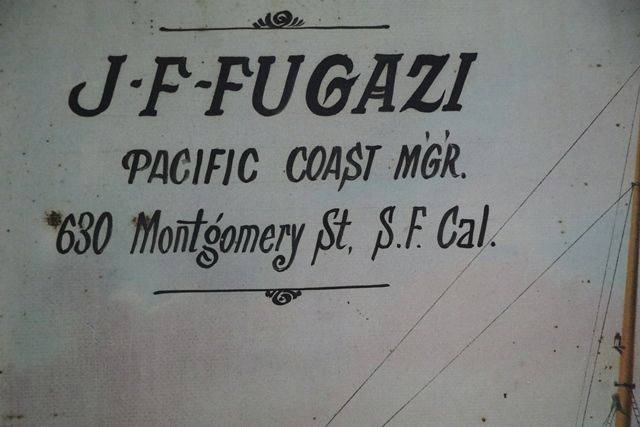 J-F-FUGAZI
PACIFIC COAST M'G'R.
630 Montgomery St, S.F. Cal.